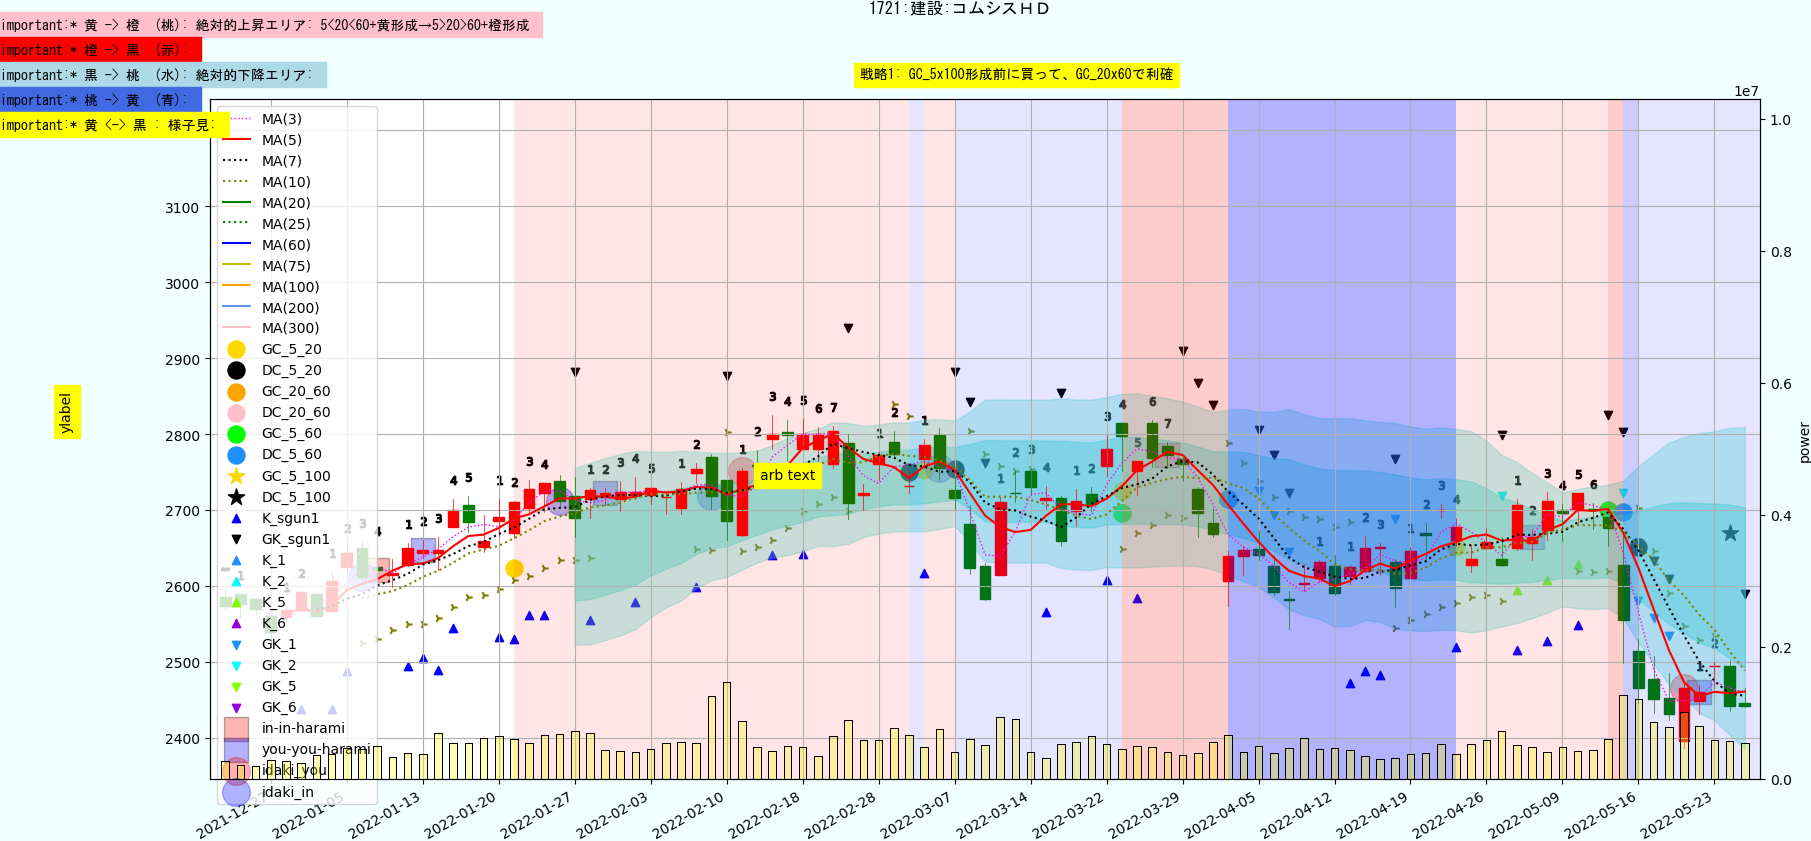 1721:建設:コムシスＨＤ
important:* 黄 -> 橙 (桃): 絶対的上昇エリア: 5<20<60+黄形成→5>20>60+橙形成
important:* 橙 -> 黒 (赤):
important:* 黒 -> 桃 (水): 絶対的下降エリア:
important:* 桃 -> 黄 (青):
important:* 黄 <-> 黒 : 様子見:
戦略1: GC_5x100形成前に買って、GC_20x60で利確
1e7
MA(3)
MA(5)
MA(7)
MA(10)
MA(20)
MA(25)
MA(60)
MA(75)
MA(100)
MA(200)
MA(300)
GC_5_20
DC_5_20
GC_20_60
DC_20_60
GC_5_60
DC_5_60
GC_5_100
DC_5_100
K_sgun1
GK_sgun1
K_1
K_2
K_5
K_6
GK_1
GK_2
GK_5
GK_6
in-in-harami
you-you-harami
idaki_you
idaki_in
ylabel
3100
3000
2900
2800
2700
2600
2500
2400
arb text
1.0
0.8
0.6
0.4
0.2
0.0
power
2021-12-27
2022-01-05
2022-01-13
2022-01-20
2022-01-27
2022-02-03
2022-02-10
2022-02-18
2022-02-28
2022-03-07
2022-03-14
2022-03-22
2022-03-29
2022-04-05
2022-04-12
2022-04-19
2022-04-26
2022-05-09
2022-05-16
2022-05-23